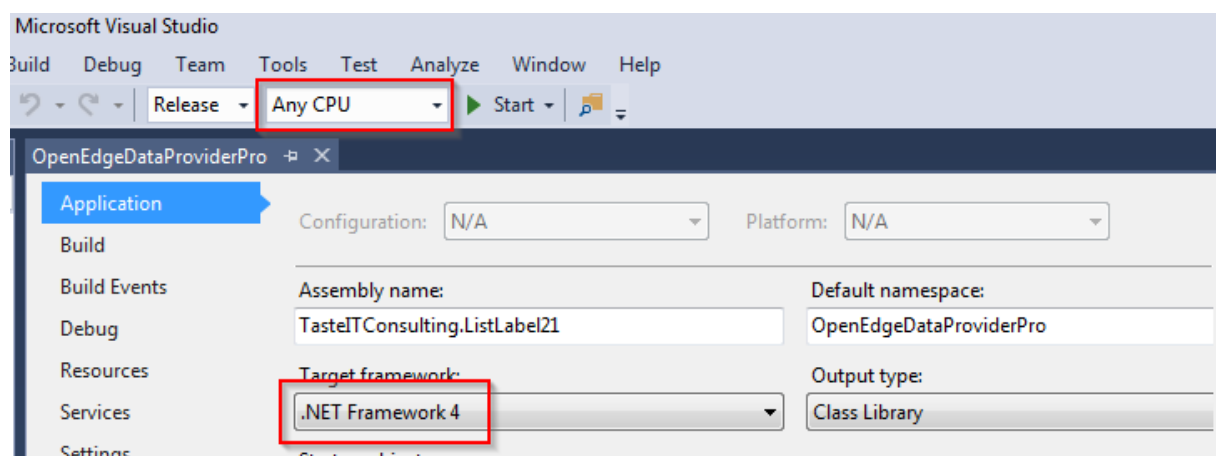 Microsoft Visual Studio
Build Debug Team Tools Test Analyze Window Help
Release Any CPU Start
OpenEdgeDataProviderPro
Application
Configuration: N/A Platform: N/A
Build
Build Events
Assembly name: Default namespace:
Debug
TasteITConsulting.ListLabel21 OpenEdgeDataProviderPro
Resources
Target framework: Output type:
Services
.NET Framework 4 Class Library
Settings